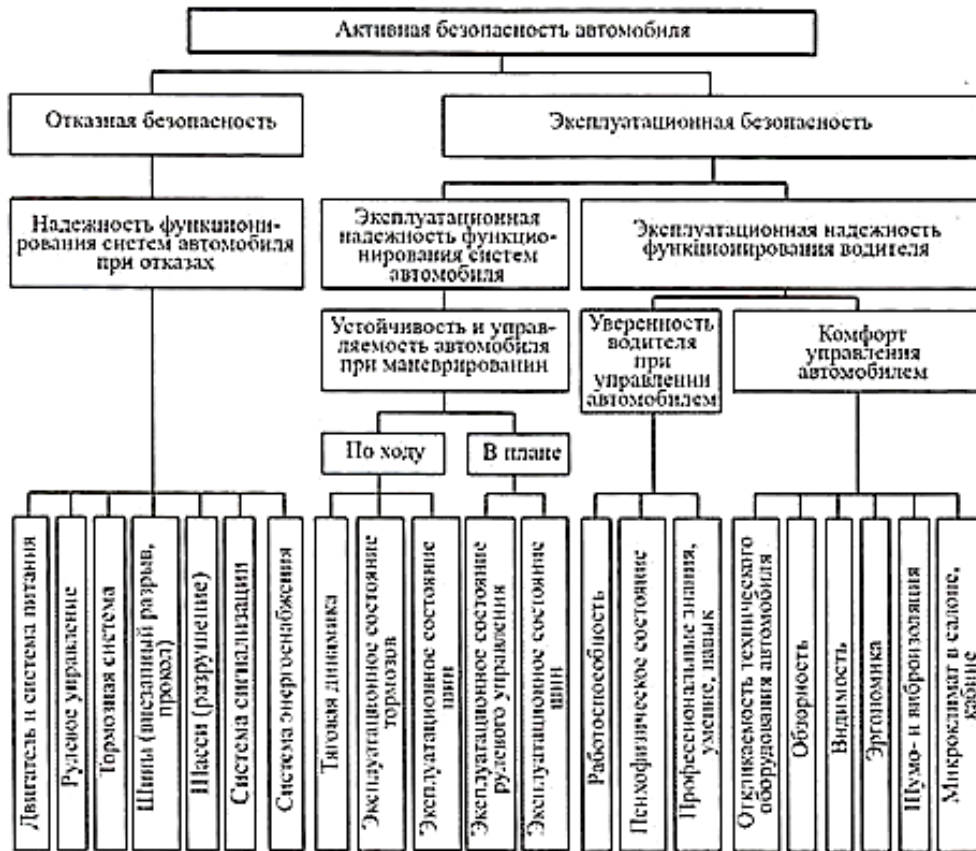 Активная безопасность автомобиля
Отказная безопасность
Эксплуатационная безопасность
Надежность функциони-
рования систем автомобиля
при отказах
Эксплуатационная
надежность функцио-
нирования систем
автомобиля
Эксплуатационная надежность
функционирования водителя
Устойчивость и управ-
ляемость автомобиля
при маневрировании
Уверенность
водителя
при
управлении
автомобилем
Комфорт
управления
автомобилем
По ходу
В плане
Двигатель и система питания
Рулевое управление
Тормозная система
Шины (внезапный разрыв,
прокол)
Шасси (разрушение)
Система сигнализации
Система энергоснабжения
Тяговая динамика
Эксплуатационное состояние
тормозов
Эксплуатационное состояние
шин
Эксплуатационное состояние
рулевого управления
Эксплуатационное состояние
шин
Работоспособность
Психофизическое состояние
Профессиональные знания,
умение, навык
Откликаемость технического
оборудования автомобиля
Обзорность
Видимость
Эргономика
Шумо- и виброизоляция
Микроклимат в салоне,
кабине